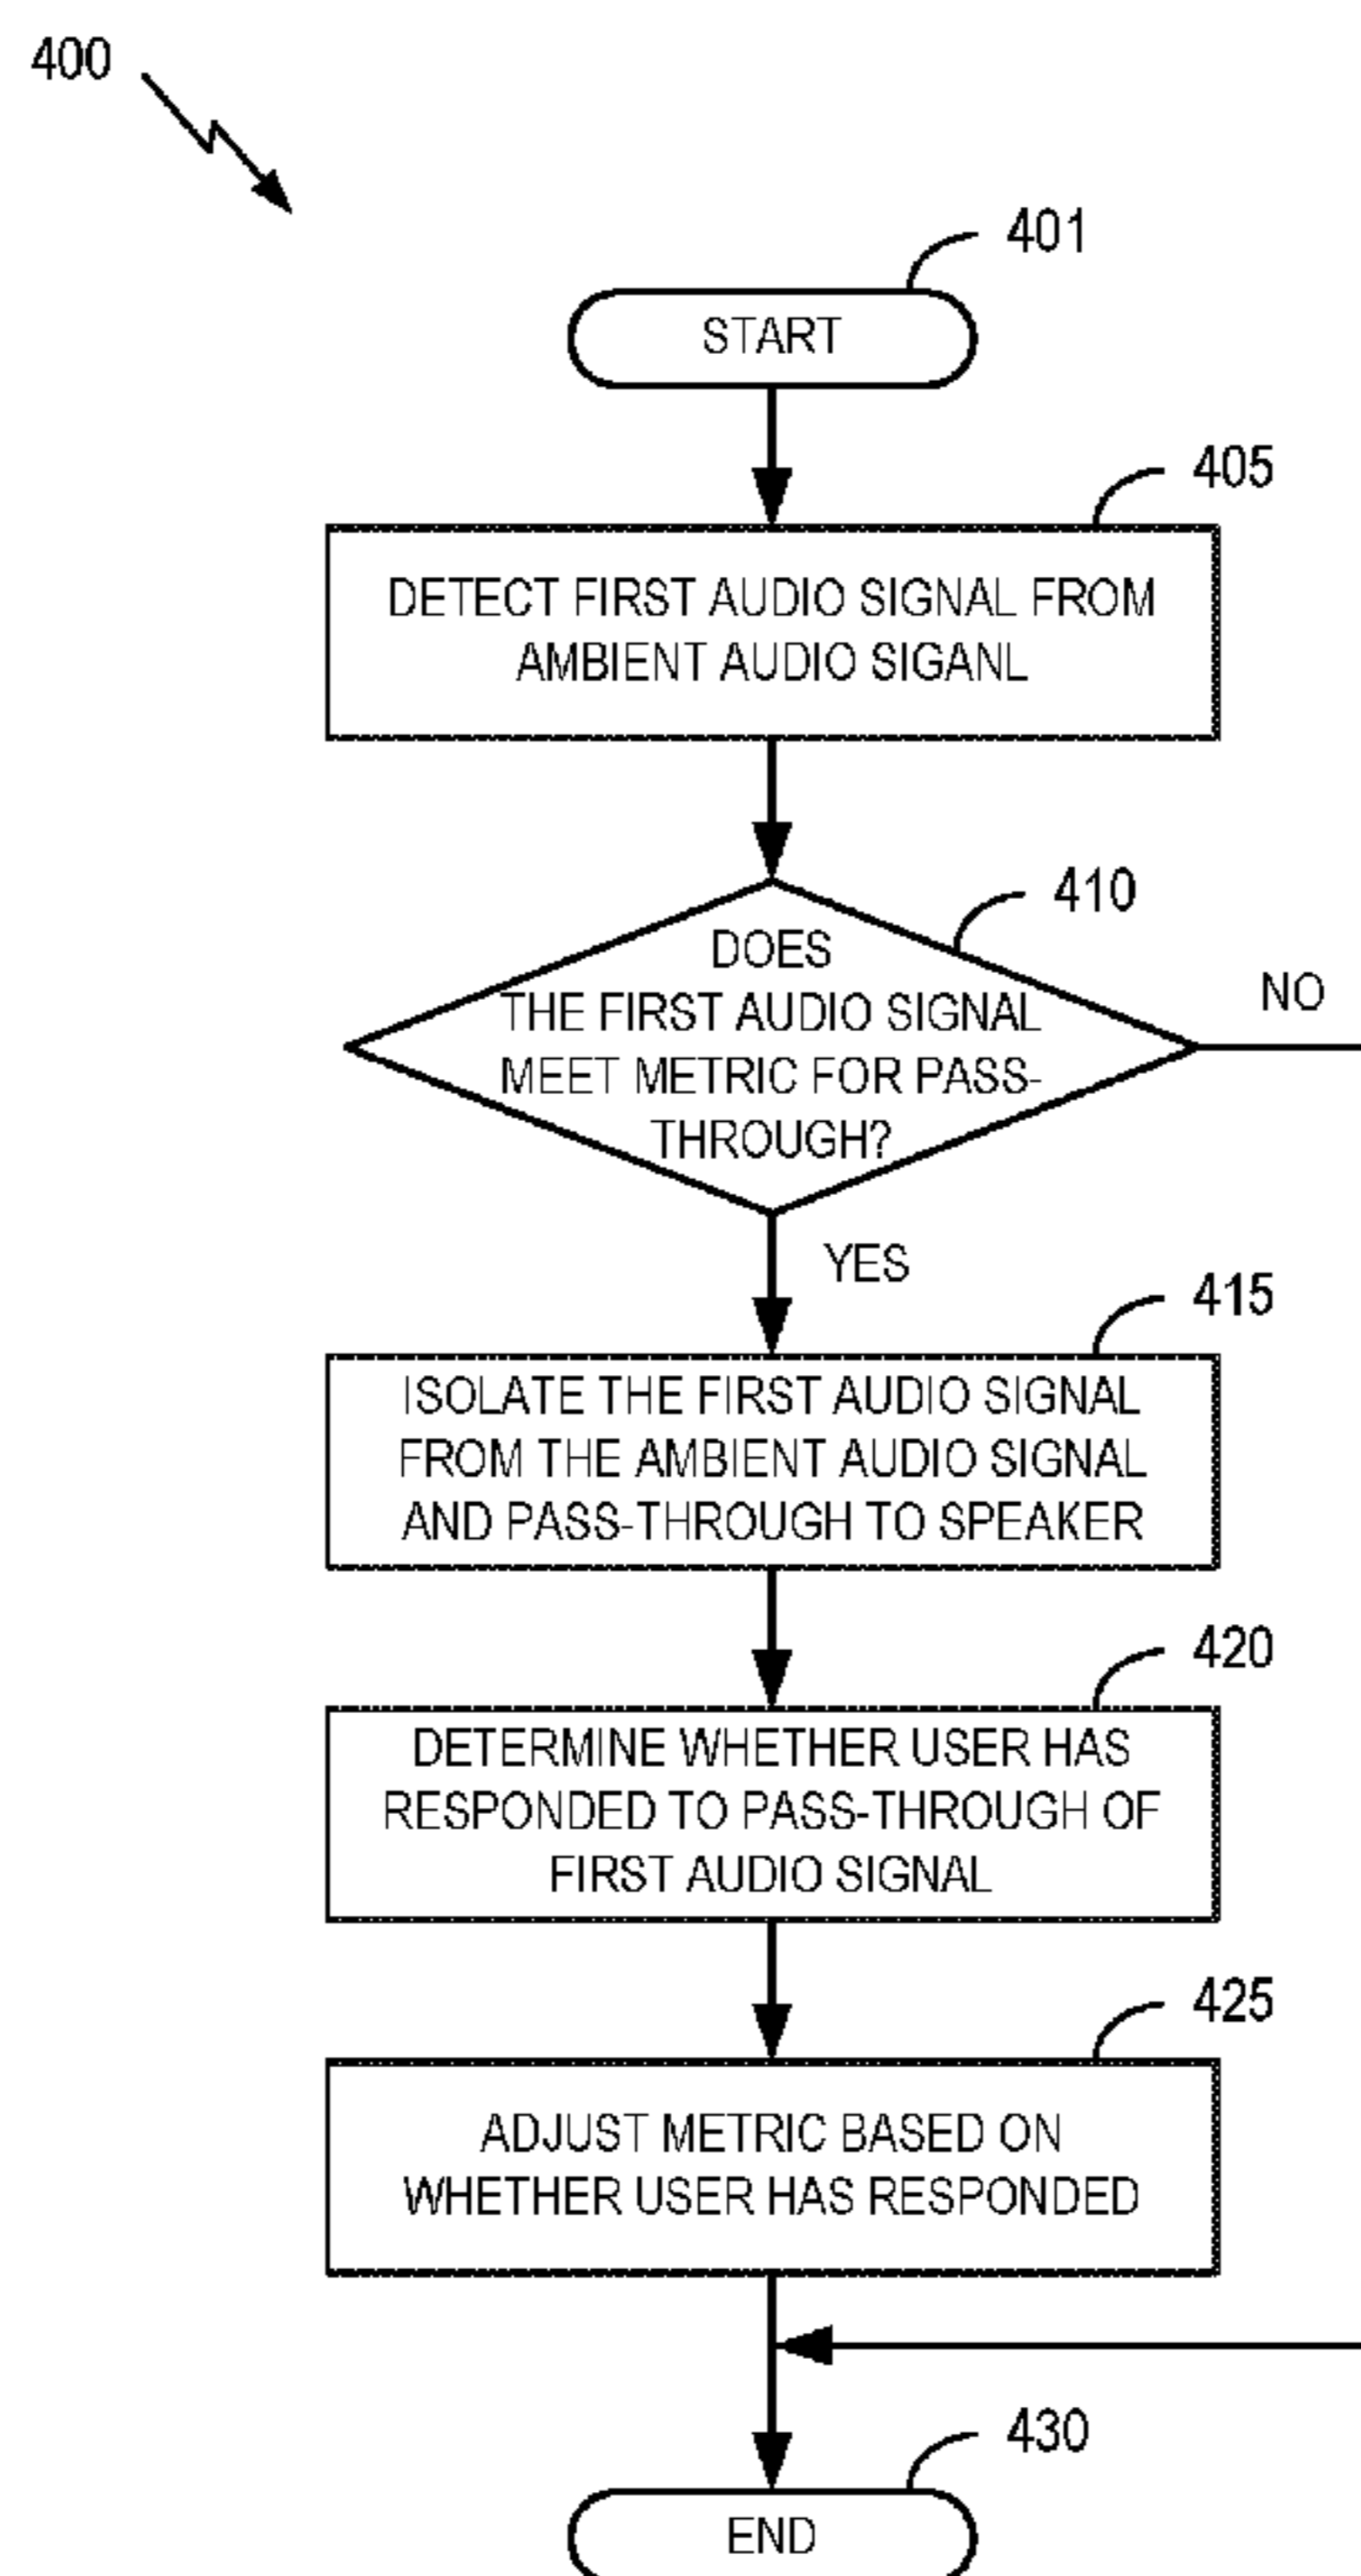 400
401
START
405
DETECT FIRST AUDIO SIGNAL FROM
AMBIENT AUDIO SIGANL
410
DOES
THE FIRST AUDIO SIGNAL
MEET METRIC FOR PASS-
THROUGH?
NO
YES
415
ISOLATE THE FIRST AUDIO SIGNAL
FROM THE AMBIENT AUDIO SIGNAL
AND PASS-THROUGH TO SPEAKER
420
DETERMINE WHETHER USER HAS
RESPONDED TO PASS-THROUGH OF
FIRST AUDIO SIGNAL
425
ADJUST METRIC BASED ON
WHETHER USER HAS RESPONDED
430
END